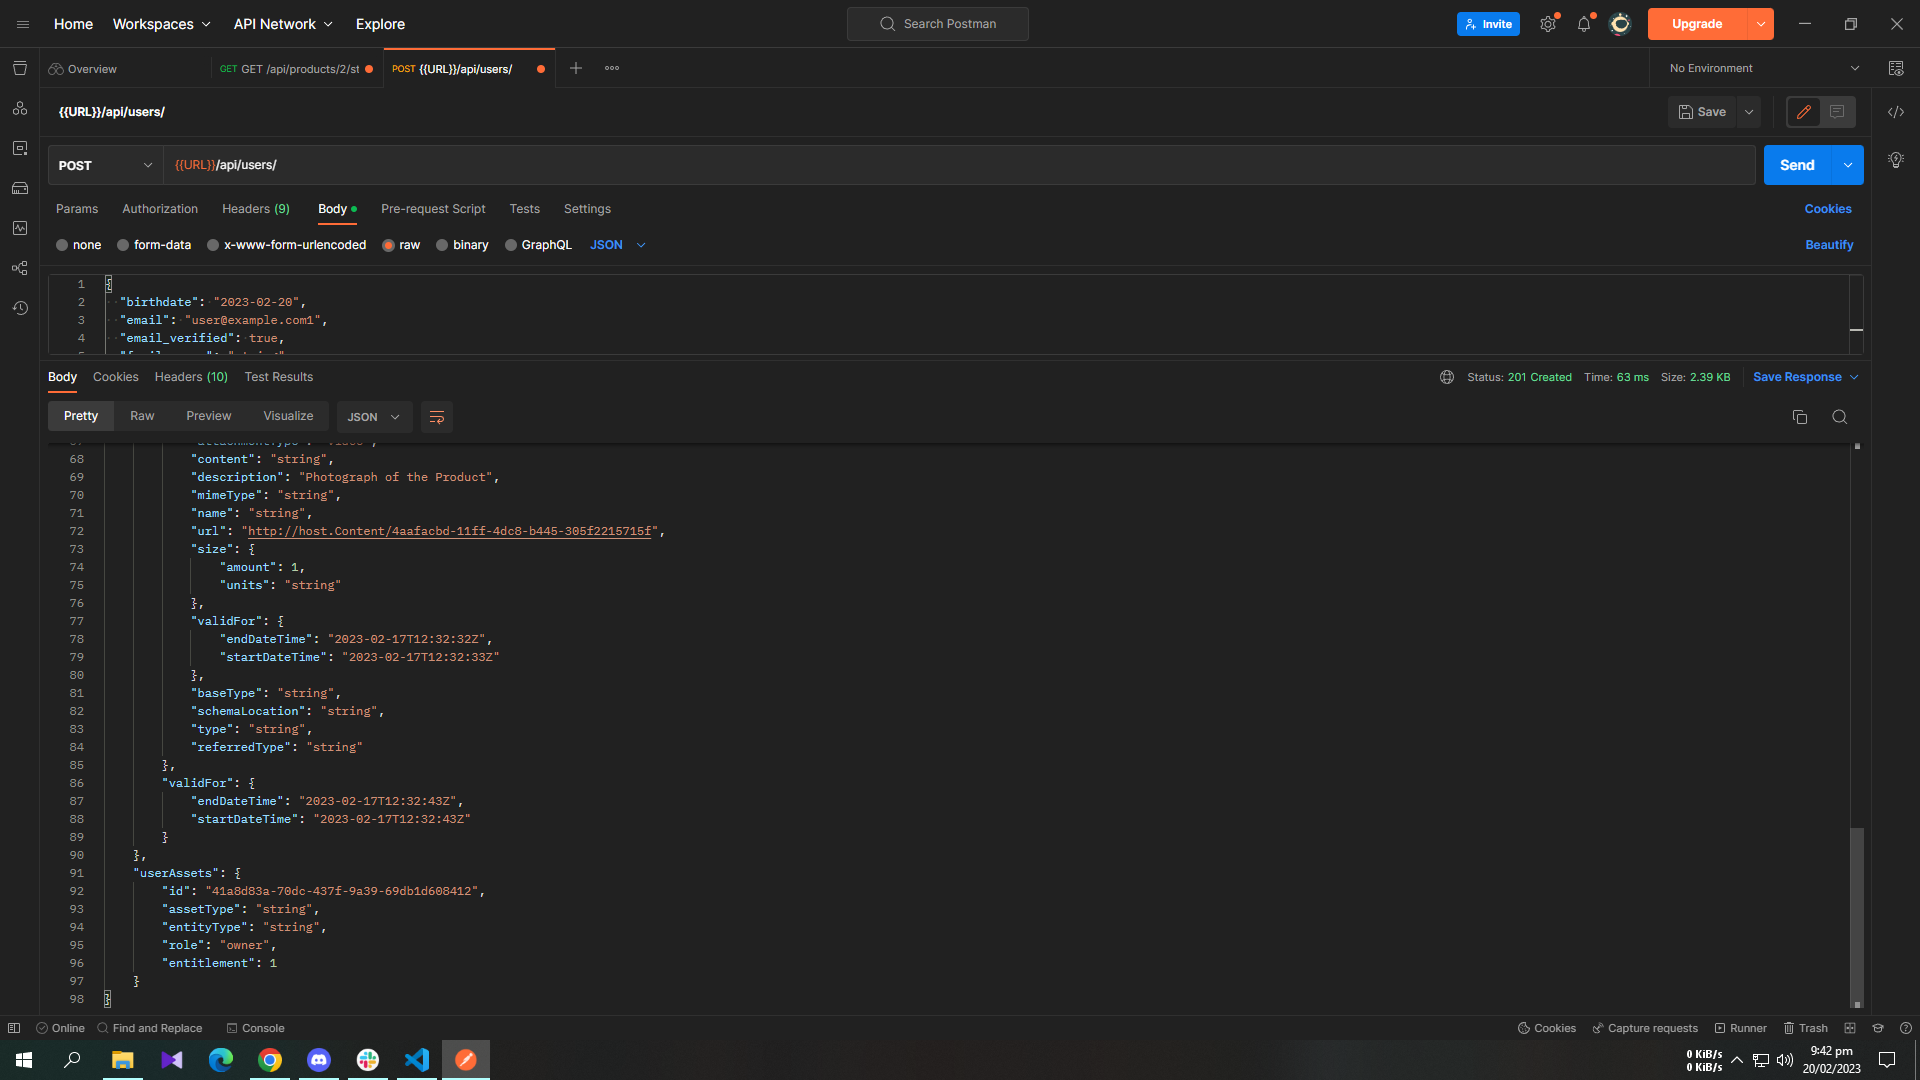 Home
Workspaces
API Network
Explore
Search Postman
Invite
Upgrade
Overview
GET GET /api/products/2/st
POST {{URL}}/api/users/
No Environment
{{URL}}/api/users/
Save
POST
{{URL}}/api/users/
Send
Params
Authorization
Headers (9)
Body
Pre-request Script
Tests
Settings
Cookies
none
form-data
x-www-form-urlencoded
raw
binary
GraphQL
JSON
Beautify
1 {
2 "birthdate": "2023-02-20",
3 "email": "user@example.com1",
4 "email_verified": true,
Body
Cookies
Headers (10)
Test Results
Status: 201 Created
Time: 63 ms
Size: 2.39 KB
Save Response
Pretty
Raw
Preview
Visualize
JSON
68 "content": "string",
69 "description": "Photograph of the Product",
70 "mimeType": "string",
71 "name": "string",
72 "url": "http://host.Content/4aafacbd-11ff-4dc8-b445-305f2215715f",
73 "size": {
74 "amount": 1,
75 "units": "string"
76 },
77 "validFor": {
78 "endDateTime": "2023-02-17T12:32:32Z",
79 "startDateTime": "2023-02-17T12:32:33Z"
80 },
81 "baseType": "string",
82 "schemaLocation": "string",
83 "type": "string",
84 "referredType": "string"
85 },
86 "validFor": {
87 "endDateTime": "2023-02-17T12:32:43Z",
88 "startDateTime": "2023-02-17T12:32:43Z"
89 }
90 },
91 "userAssets": {
92 "id": "41a8d83a-70dc-437f-9a39-69db1d608412",
93 "assetType": "string",
94 "entityType": "string",
95 "role": "owner",
96 "entitlement": 1
97 }
98 }
Online
Find and Replace
Console
Cookies
Capture requests
Runner
Trash
0 KiB/s
0 KiB/s
9:42 pm
20/02/2023